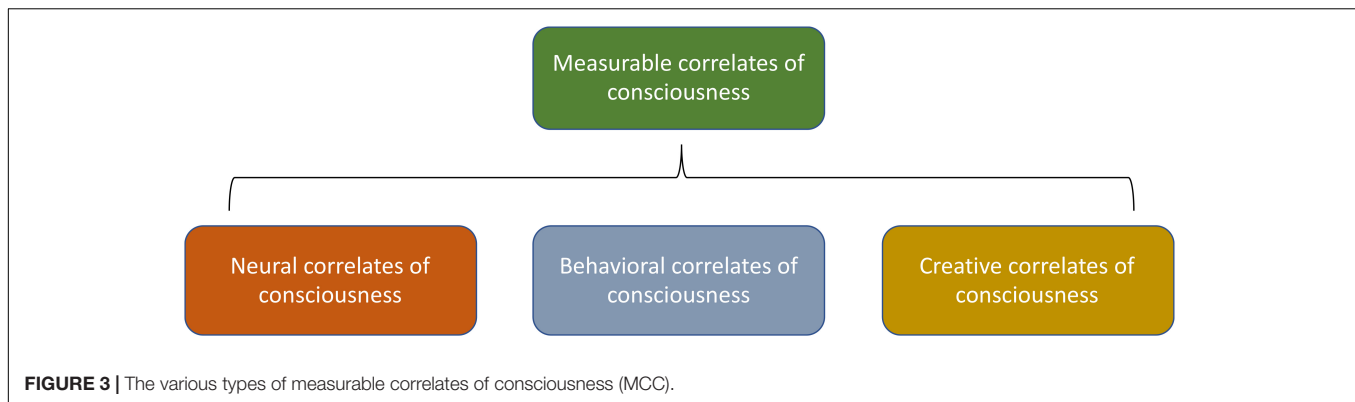 Measurable correlates of
consciousness
Neural correlates of
consciousness
Behavioral correlates of
consciousness
Creative correlates of
consciousness
FIGURE 3 | The various types of measurable correlates of consciousness (MCC).